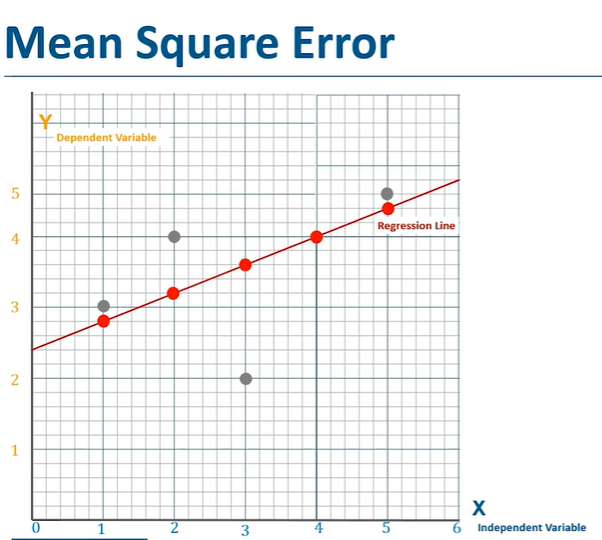 Mean Square Error
Y
Dependent Variable
5
4
3
2
1
Regression Line
X
Independent Variable
0 1 2 3 4 5 6